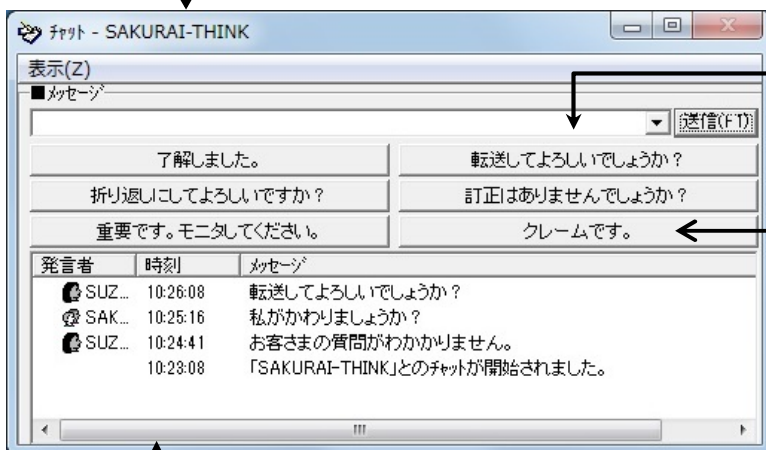 ﾁｬｯﾄ - SAKURAI-THINK
表示(Z)
■ﾒｯｾｰｼﾞ
送信(F1)
了解しました。
転送してよろしいでしょうか？
折り返しにしてよろしいですか？
訂正はありませんでしょうか？
重要です。モニタしてください。
クレームです。
発言者 時刻 ﾒｯｾｰｼﾞ
SUZ... 10:26:08 転送してよろしいでしょうか？
SAK... 10:25:16 私がかわりましょうか？
SUZ... 10:24:41 お客さまの質問がわかかりません。
10:23:08 「SAKURAI-THINK」とのﾁｬｯﾄが開始されました。